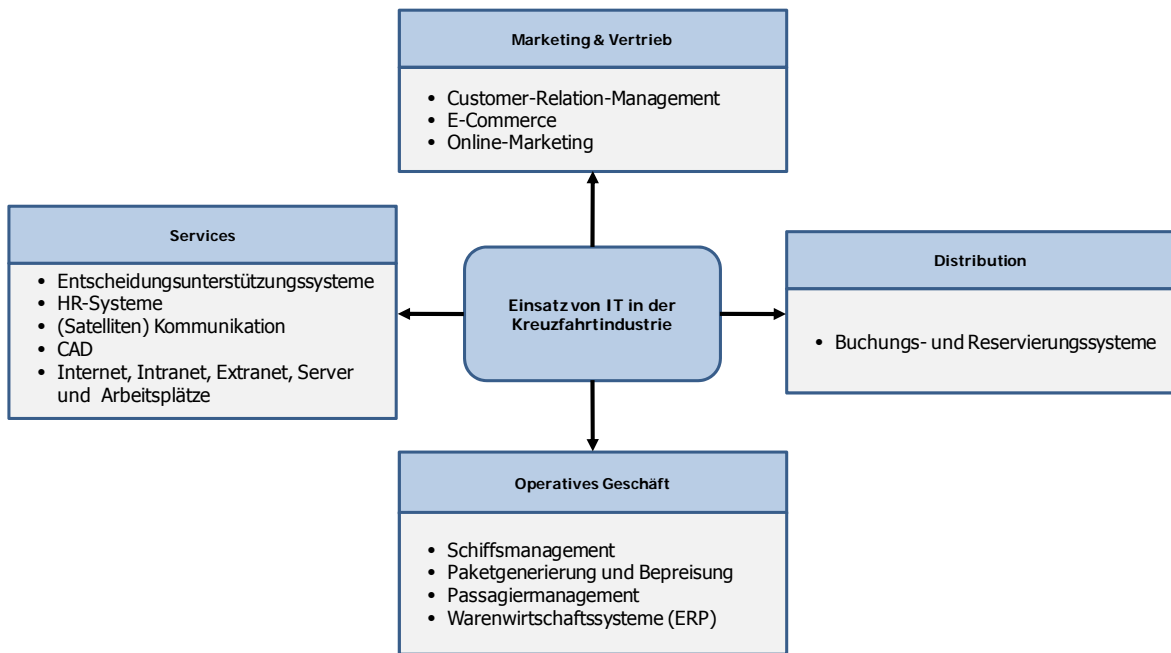 Marketing & Vertrieb
• Customer-Relation-Management
• E-Commerce
• Online-Marketing
Services
• Entscheidungsunterstützungssysteme
• HR-Systeme
• (Satelliten) Kommunikation
• CAD
• Internet, Intranet, Extranet, Server
und Arbeitsplätze
Einsatz von IT in der
Kreuzfahrtindustrie
Distribution
• Buchungs- und Reservierungssysteme
Operatives Geschäft
• Schiffsmanagement
• Paketgenerierung und Bepreisung
• Passagiermanagement
• Warenwirtschaftssysteme (ERP)